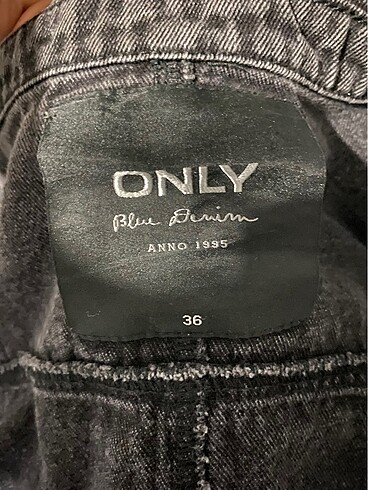 ONLY
Blue Denim
ANNO 1995
36